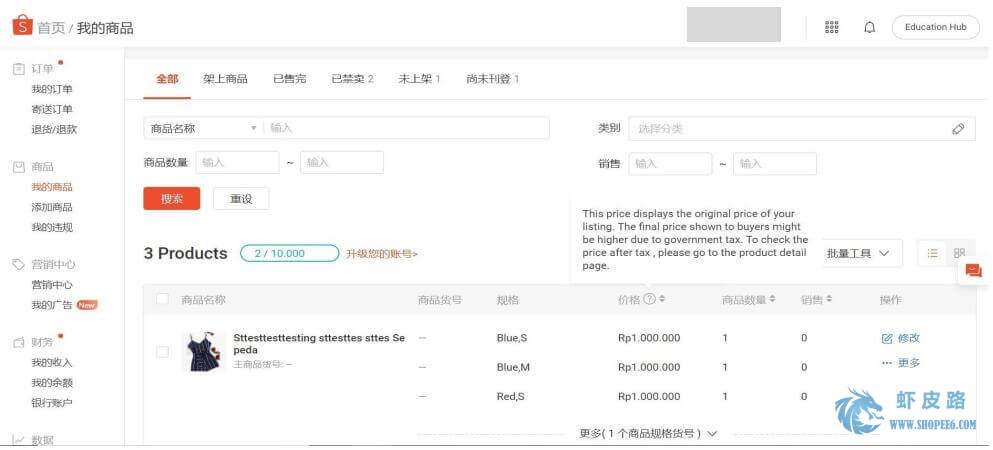 首页 / 我的商品
Education Hub
订单
我的订单
寄送订单
退货/退款
商品
我的商品
添加商品
我的违规
营销中心
营销中心
我的广告 New
财务
我的收入
我的余额
银行账户
数据
全部 架上商品 已售完 已禁卖 2 未上架 1 尚未刊登 1
商品名称 输入 类别 选择分类
商品数量 输入 ~ 输入 销售 输入 ~ 输入
搜索 重设
This price displays the original price of your
listing. The final price shown to buyers might
be higher due to government tax. To check the
price after tax , please go to the product detail
page.
3 Products 2 / 10.000 升级您的账号> 批量工具
商品名称 商品货号 规格 价格 商品数量 销售 操作
Sttesttesttesting sttesttes sttes Se
peda
主商品货号: —
— Blue,S Rp1.000.000 1 0 修改
— Blue,M Rp1.000.000 1 0 更多
— Red,S Rp1.000.000 1 0
更多( 1 个商品规格货号 )
虾皮路
WWW.SHOPEE6.COM